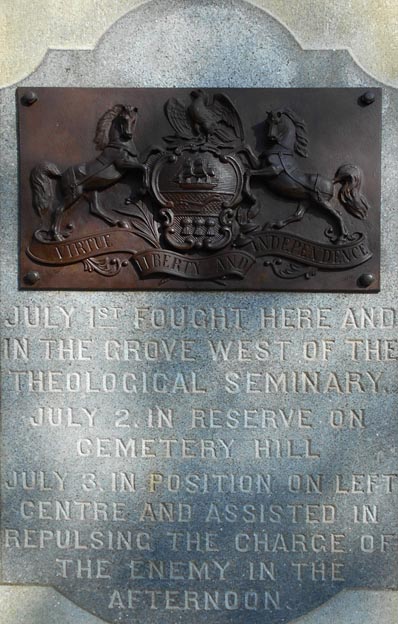 VIRTUE LIBERTY AND INDEPENDENCE
JULY 1ST FOUGHT HERE AND
IN THE GROVE WEST OF THE
THEOLOGICAL SEMINARY.
JULY 2. IN RESERVE ON
CEMETERY HILL
JULY 3. IN POSITION ON LEFT
CENTRE AND ASSISTED IN
REPULSING THE CHARGE OF
THE ENEMY IN THE
AFTERNOON.